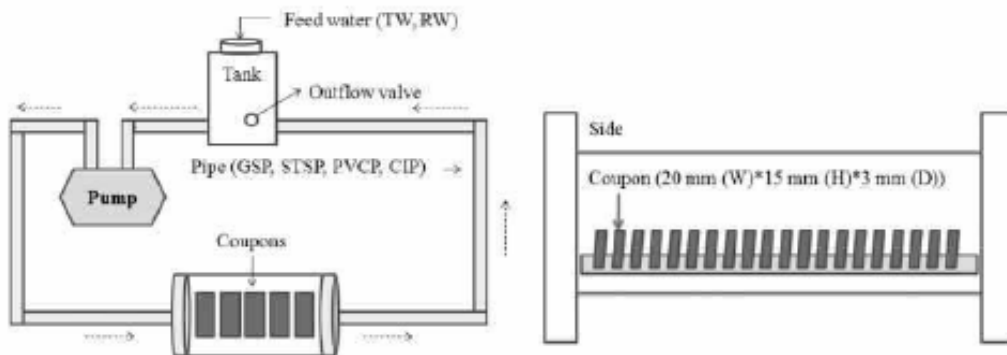 Feed water (TW, RW)
Tank
Outflow valve
Pipe (GSP, STSP, PVCP, CIP)
Pump
Coupons
Side
Coupon (20 mm (W)*15 mm (H)*3 mm (D))